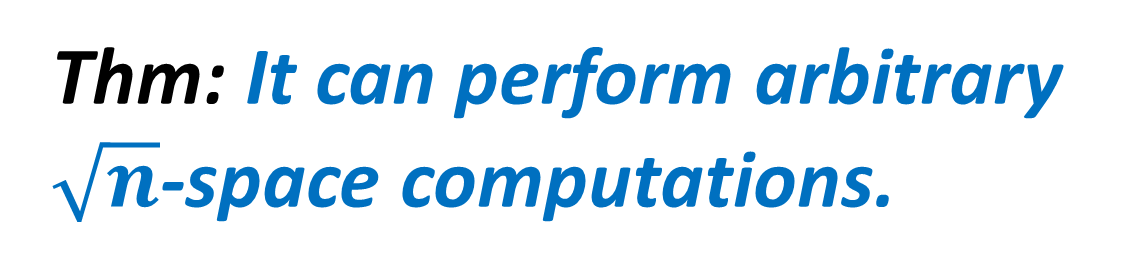 Thm: It can perform arbitrary
√n-space computations.